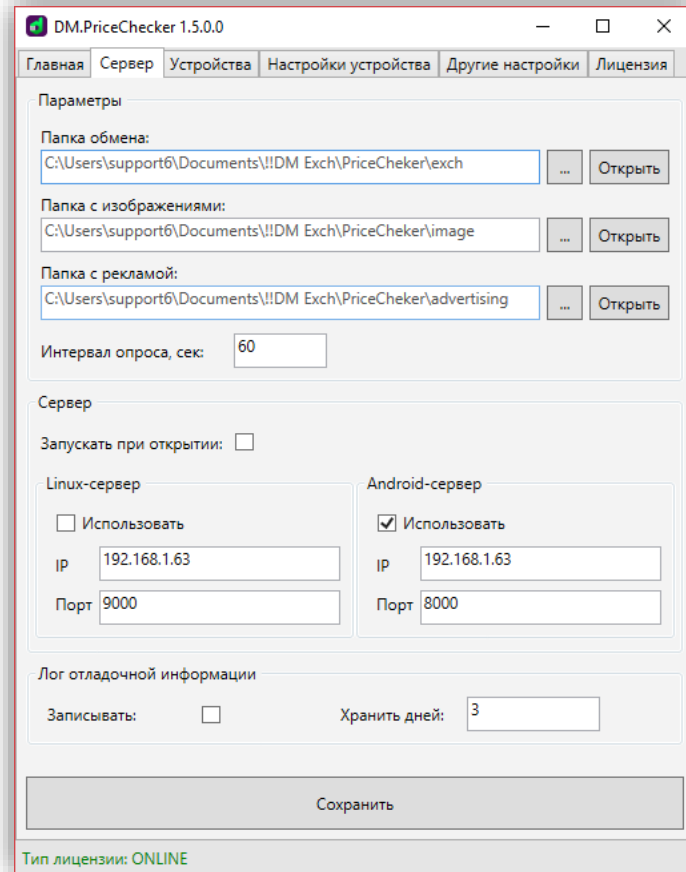 DM.PriceChecker 1.5.0.0
Главная Сервер Устройства Настройки устройства Другие настройки Лицензия
Параметры
Папка обмена:
C:\Users\support6\Documents\!!DM Exch\PriceCheker\exch ... Открыть
Папка с изображениями:
C:\Users\support6\Documents\!!DM Exch\PriceCheker\image ... Открыть
Папка с рекламой:
C:\Users\support6\Documents\!!DM Exch\PriceCheker\advertising ... Открыть
Интервал опроса, сек: 60
Сервер
Запускать при открытии:
Linux-сервер Android-сервер
Использовать Использовать
IP 192.168.1.63 IP 192.168.1.63
Порт 9000 Порт 8000
Лог отладочной информации
Записывать: Хранить дней: 3
Сохранить
Тип лицензии: ONLINE